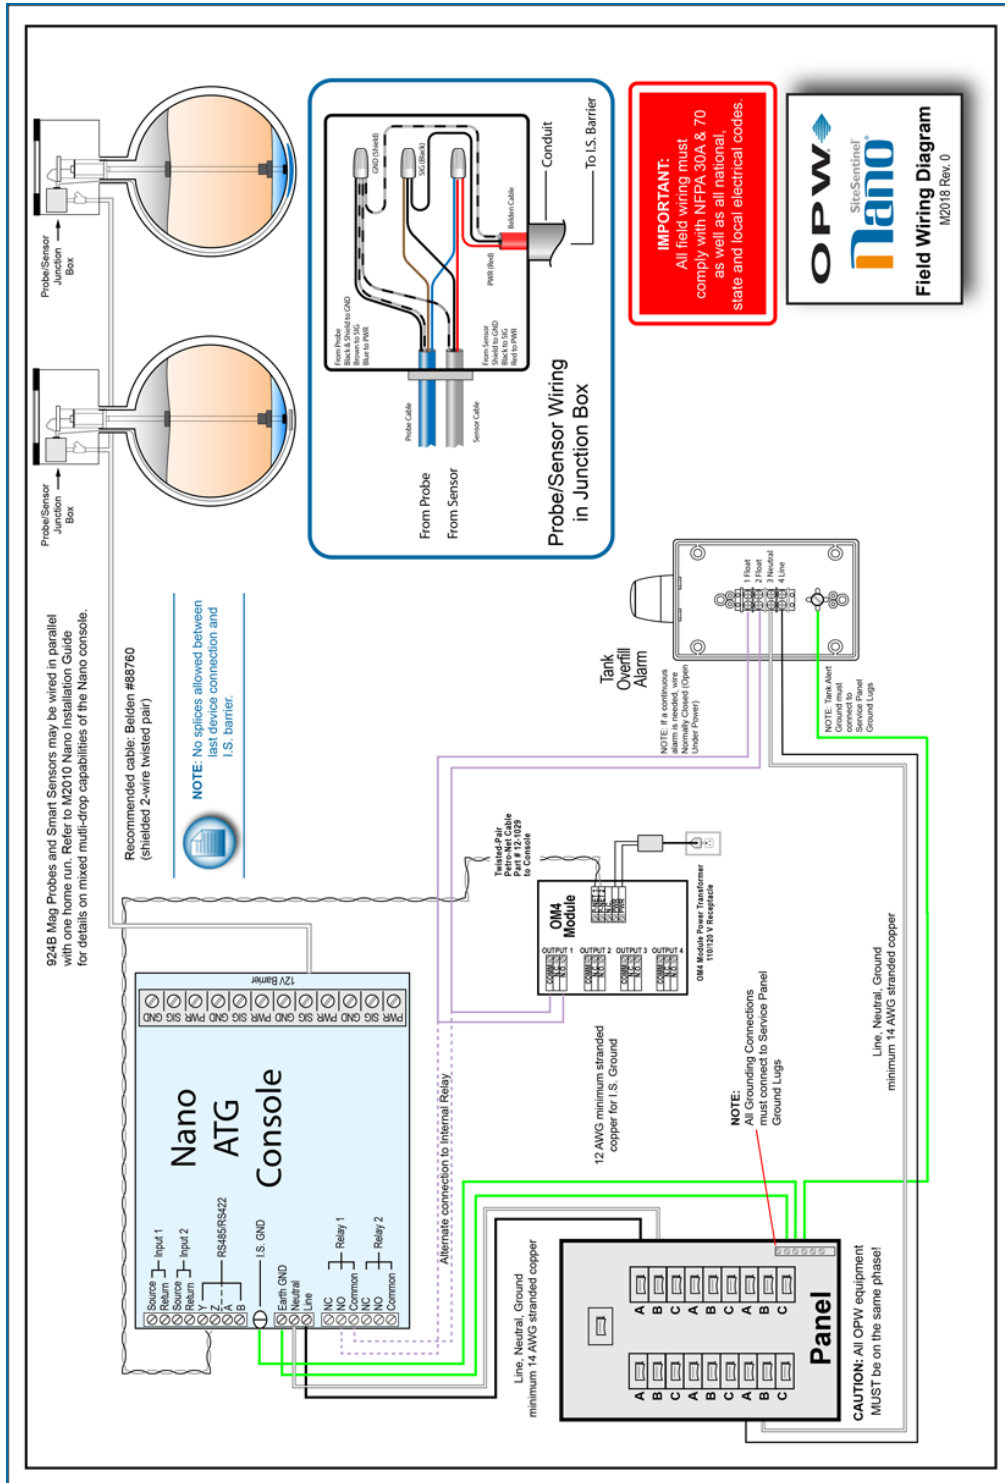 924B Mag Probes and Smart Sensors may be wired in parallel
with one home run. Refer to M2010 Nano Installation Guide
for details on mixed mutli-drop capabilities of the Nano console.
Probe/Sensor
Junction
Box
Probe/Sensor
Junction
Box
Recommended cable: Belden #88760
(shielded 2-wire twisted pair)
NOTE: No splices allowed between
last device connection and
I.S. barrier.
Nano
ATG
Console
12V Barrier
GND
SIG
PWR
GND
SIG
PWR
GND
SIG
PWR
GND
SIG
PWR
Source
Return
Input 1
Source
Return
Input 2
Y
Z
A
B
RS485/RS422
I.S. GND
Earth GND
Neutral
Line
NC
NO
Common
Relay 1
NC
NO
Common
Relay 2
Alternate connection to Internal Relay
Twisted-Pair
Petro-Net Cable
Part # 12-1029
to Console
OM4
Module
P-NET 1
P-NET 2
N.C.
PWR
PWR
OUTPUT 1
COMM
N.C.
N.O.
OUTPUT 2
COMM
N.C.
N.O.
OUTPUT 3
COMM
N.C.
N.O.
OUTPUT 4
COMM
N.C.
N.O.
OM4 Module Power Transformer
110/120 V Receptacle
Tank
Overfill
Alarm
NOTE: If a continuous
alarm is needed, wire
Normally Closed (Open
Under Power)
1 Float
2 Float
3 Neutral
4 Line
NOTE: Tank Alert
Ground must
connect to
Service Panel
Ground Lugs
12 AWG minimum stranded
copper for I.S. Ground
Line, Neutral, Ground
minimum 14 AWG stranded copper
Line, Neutral, Ground
minimum 14 AWG stranded copper
NOTE:
All Grounding Connections
must connect to Service Panel
Ground Lugs
A
B
C
A
B
C
A
B
C
A
B
C
A
B
C
A
B
C
Panel
CAUTION: All OPW equipment
MUST be on the same phase!
From Probe
Black & Shield to GND
Brown to SIG
Blue to PWR
From Sensor
Shield to GND
Black to SIG
Red to PWR
GND (Shield)
SIG (Black)
PWR (Red)
Belden Cable
Probe Cable
Sensor Cable
From Probe
From Sensor
Conduit
To I.S. Barrier
Probe/Sensor Wiring
in Junction Box
IMPORTANT:
All field wiring must
comply with NFPA 30A & 70
as well as all national,
state and local electrical codes.
OPW
SiteSentinel®
nano
Field Wiring Diagram
M2018 Rev. 0